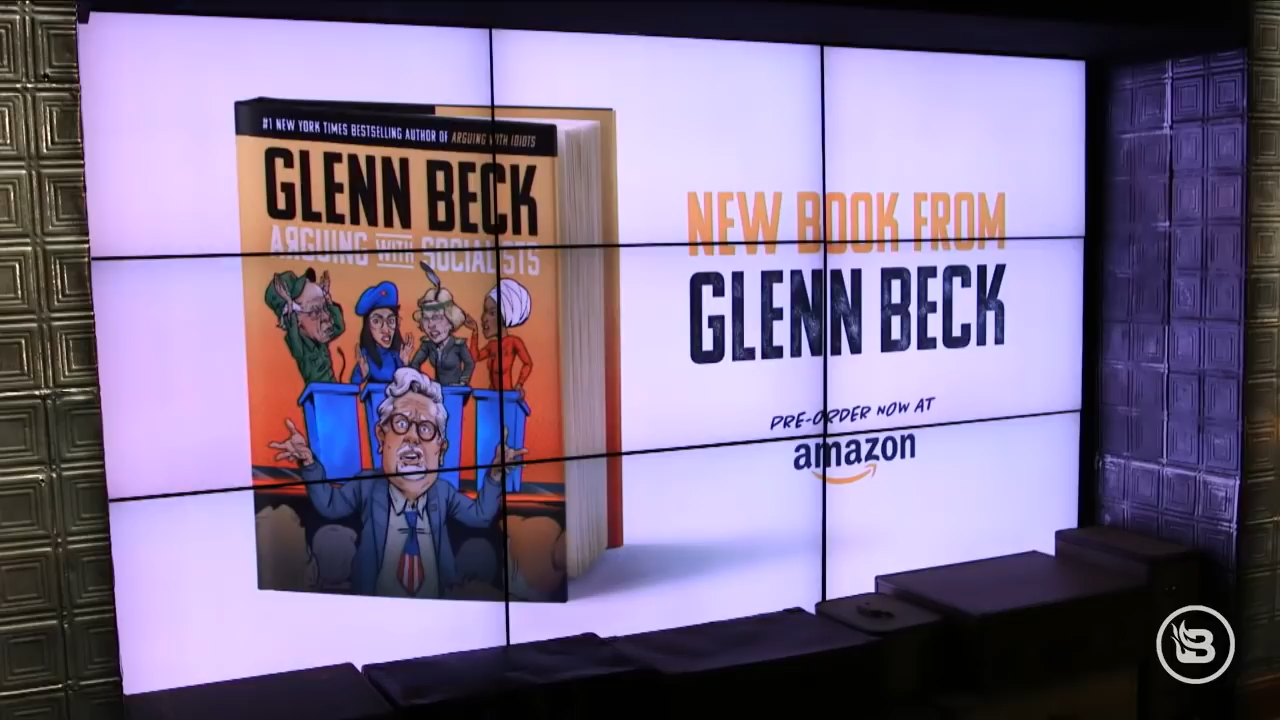 #1 NEW YORK TIMES BESTSELLING AUTHOR OF ARGUING WITH IDIOTS
GLENN BECK
AЯGUING WITH SOCIALISTS
NEW BOOK FROM
GLENN BECK
PRE-ORDER NOW AT
amazon
B